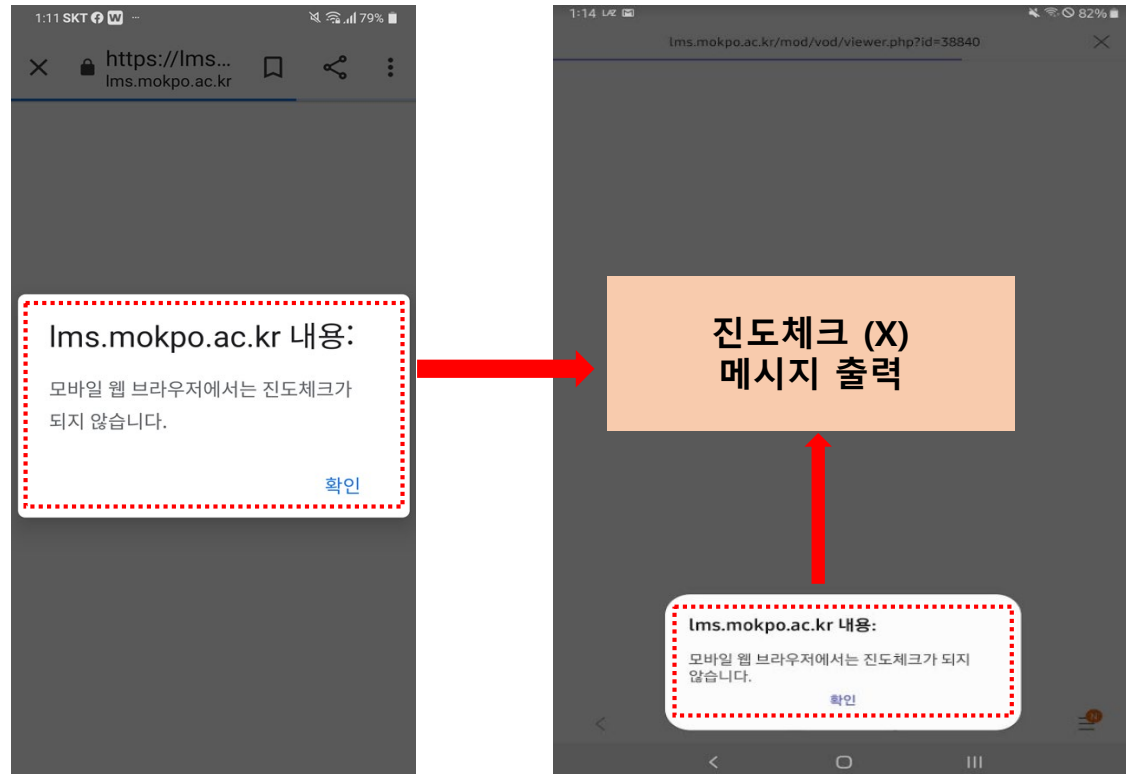 1:11 SKT W ···
79%
https://lms...
lms.mokpo.ac.kr
lms.mokpo.ac.kr 내용:
모바일 웹 브라우저에서는 진도체크가
되지 않습니다.
확인
1:14
82%
lms.mokpo.ac.kr/mod/vod/viewer.php?id=38840
진도체크 (X)
메시지 출력
lms.mokpo.ac.kr 내용:
모바일 웹 브라우저에서는 진도체크가 되지
않습니다.
확인
N